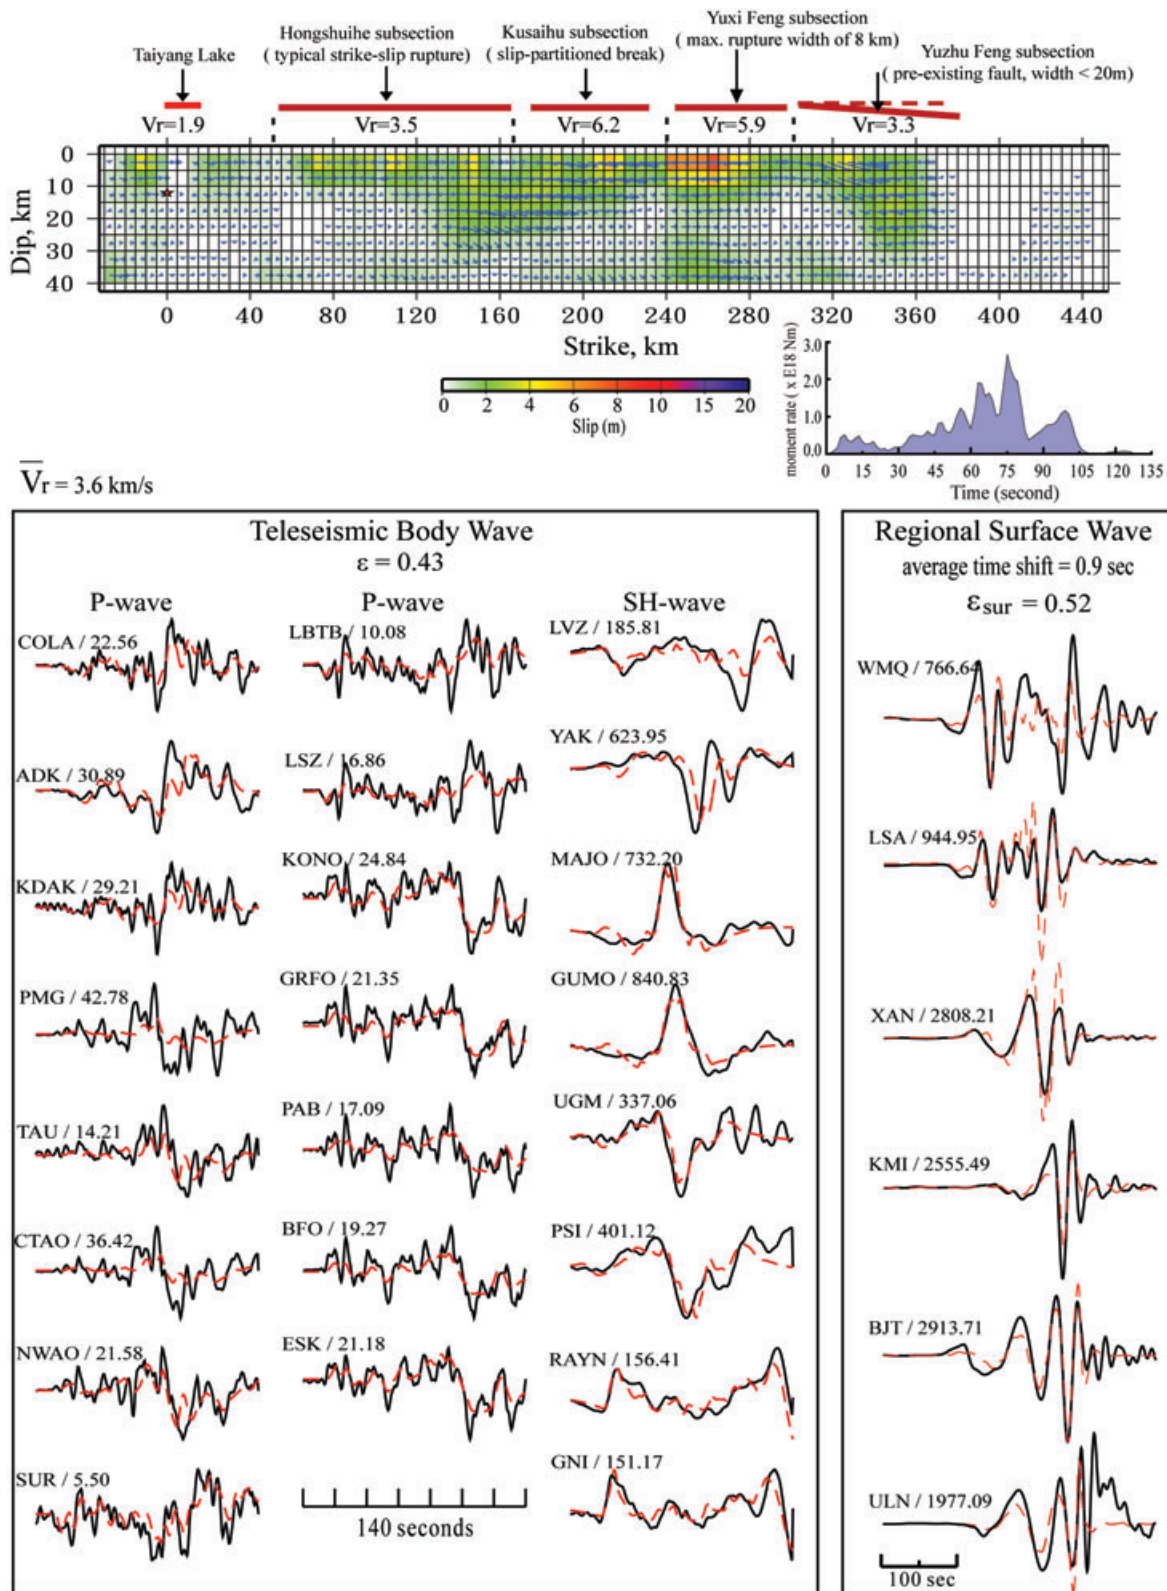 Yuxi Feng subsection
( max. rupture width of 8 km)
Hongshuihe subsection
( typical strike-slip rupture)
Kusaihu subsection
( slip-partitioned break)
Yuzhu Feng subsection
( pre-existing fault, width < 20m)
Taiyang Lake
Vr=1.9 Vr=3.5 Vr=6.2 Vr=5.9 Vr=3.3
Dip, km
0
10
20
30
40
0 40 80 120 160 200 240 280 320 360 400 440
Strike, km
0 2 4 6 8 10 15 20
Slip (m)
moment rate ( x E18 Nm)
3.0
2.0
1.0
0.0
0 15 30 45 60 75 90 105 120 135
Time (second)
V̅r = 3.6 km/s
Teleseismic Body Wave
ε = 0.43
P-wave P-wave SH-wave
COLA / 22.56 LBTB / 10.08 LVZ / 185.81
ADK / 30.89 LSZ / 16.86 YAK / 623.95
KDAK / 29.21 KONO / 24.84 MAJO / 732.20
PMG / 42.78 GRFO / 21.35 GUMO / 840.83
TAU / 14.21 PAB / 17.09 UGM / 337.06
CTAO / 36.42 BFO / 19.27 PSI / 401.12
NWAO / 21.58 ESK / 21.18 RAYN / 156.41
SUR / 5.50 GNI / 151.17
140 seconds
Regional Surface Wave
average time shift = 0.9 sec
εsur = 0.52
WMQ / 766.64
LSA / 944.95
XAN / 2808.21
KMI / 2555.49
BJT / 2913.71
ULN / 1977.09
100 sec